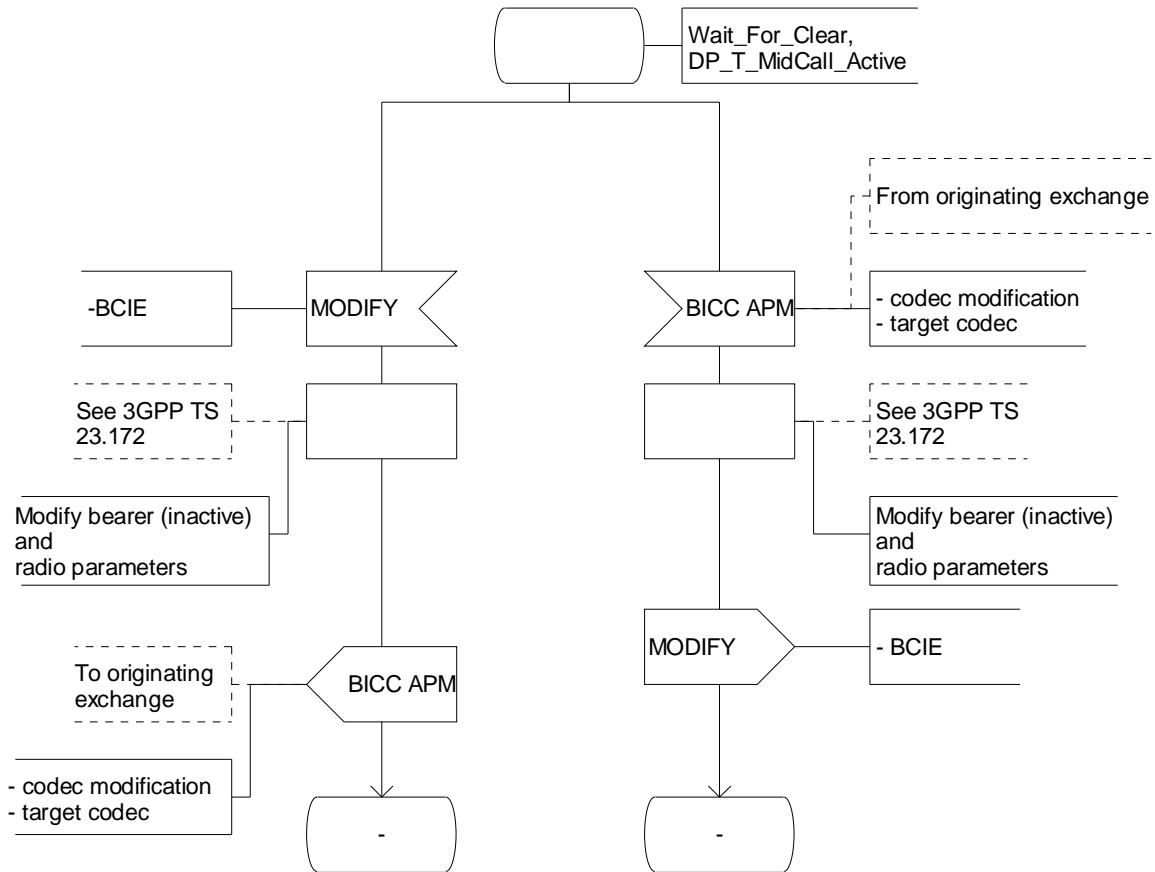 Wait_For_Clear,
DP_T_MidCall_Active
From originating exchange
-BCIE
MODIFY
BICC APM
- codec modification
- target codec
See 3GPP TS
23.172
See 3GPP TS
23.172
Modify bearer (inactive)
and
radio parameters
Modify bearer (inactive)
and
radio parameters
MODIFY
- BCIE
To originating
exchange
BICC APM
- codec modification
- target codec
-
-